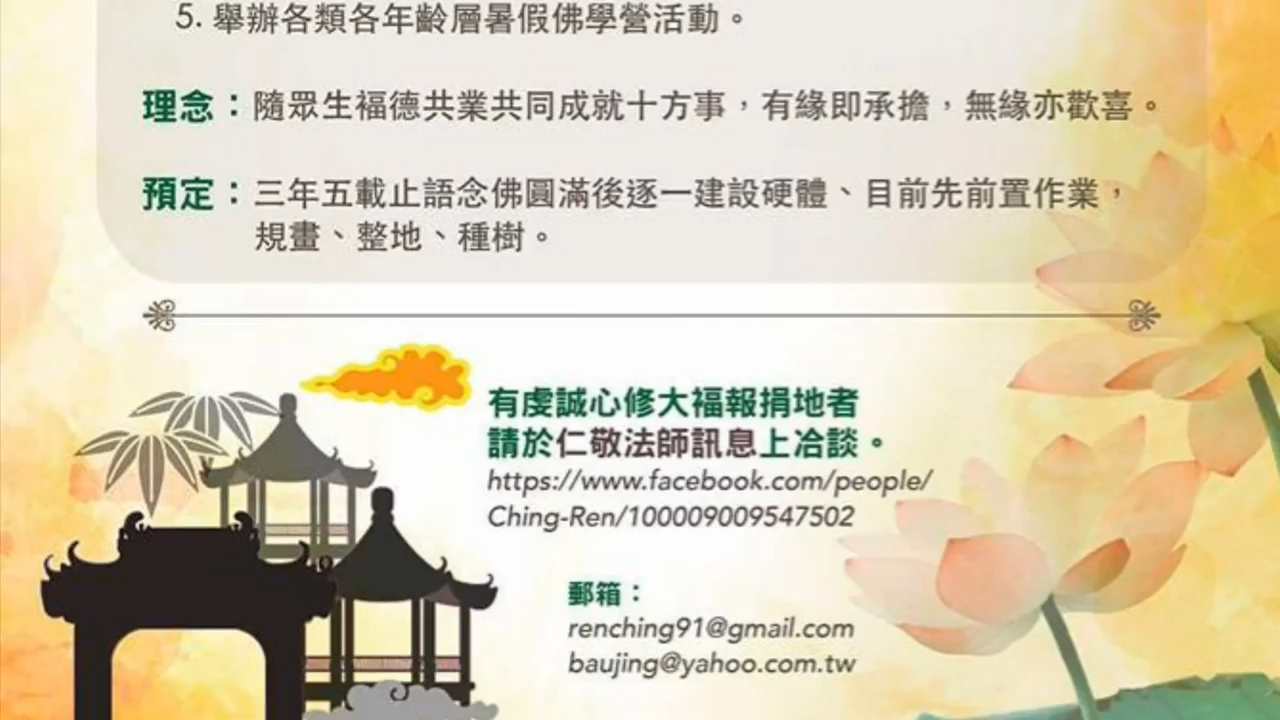 5. 舉辦各類各年齡層暑假佛學營活動。
理念：隨眾生福德共業共同成就十方事，有緣即承擔，無緣亦歡喜。
預定：三年五載止語念佛圓滿後逐一建設硬體、目前先前置作業，
規畫、整地、種樹。
有虔誠心修大福報捐地者
請於仁敬法師訊息上洽談。
https://www.facebook.com/people/
Ching-Ren/100009009547502
郵箱：
renching91@gmail.com
baujing@yahoo.com.tw